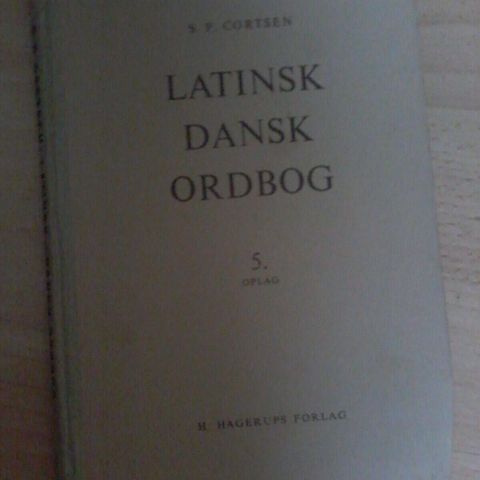 S. P. CORTSEN
LATINSK
DANSK
ORDBOG
5.
OPLAG
H. HAGERUPS FORLAG